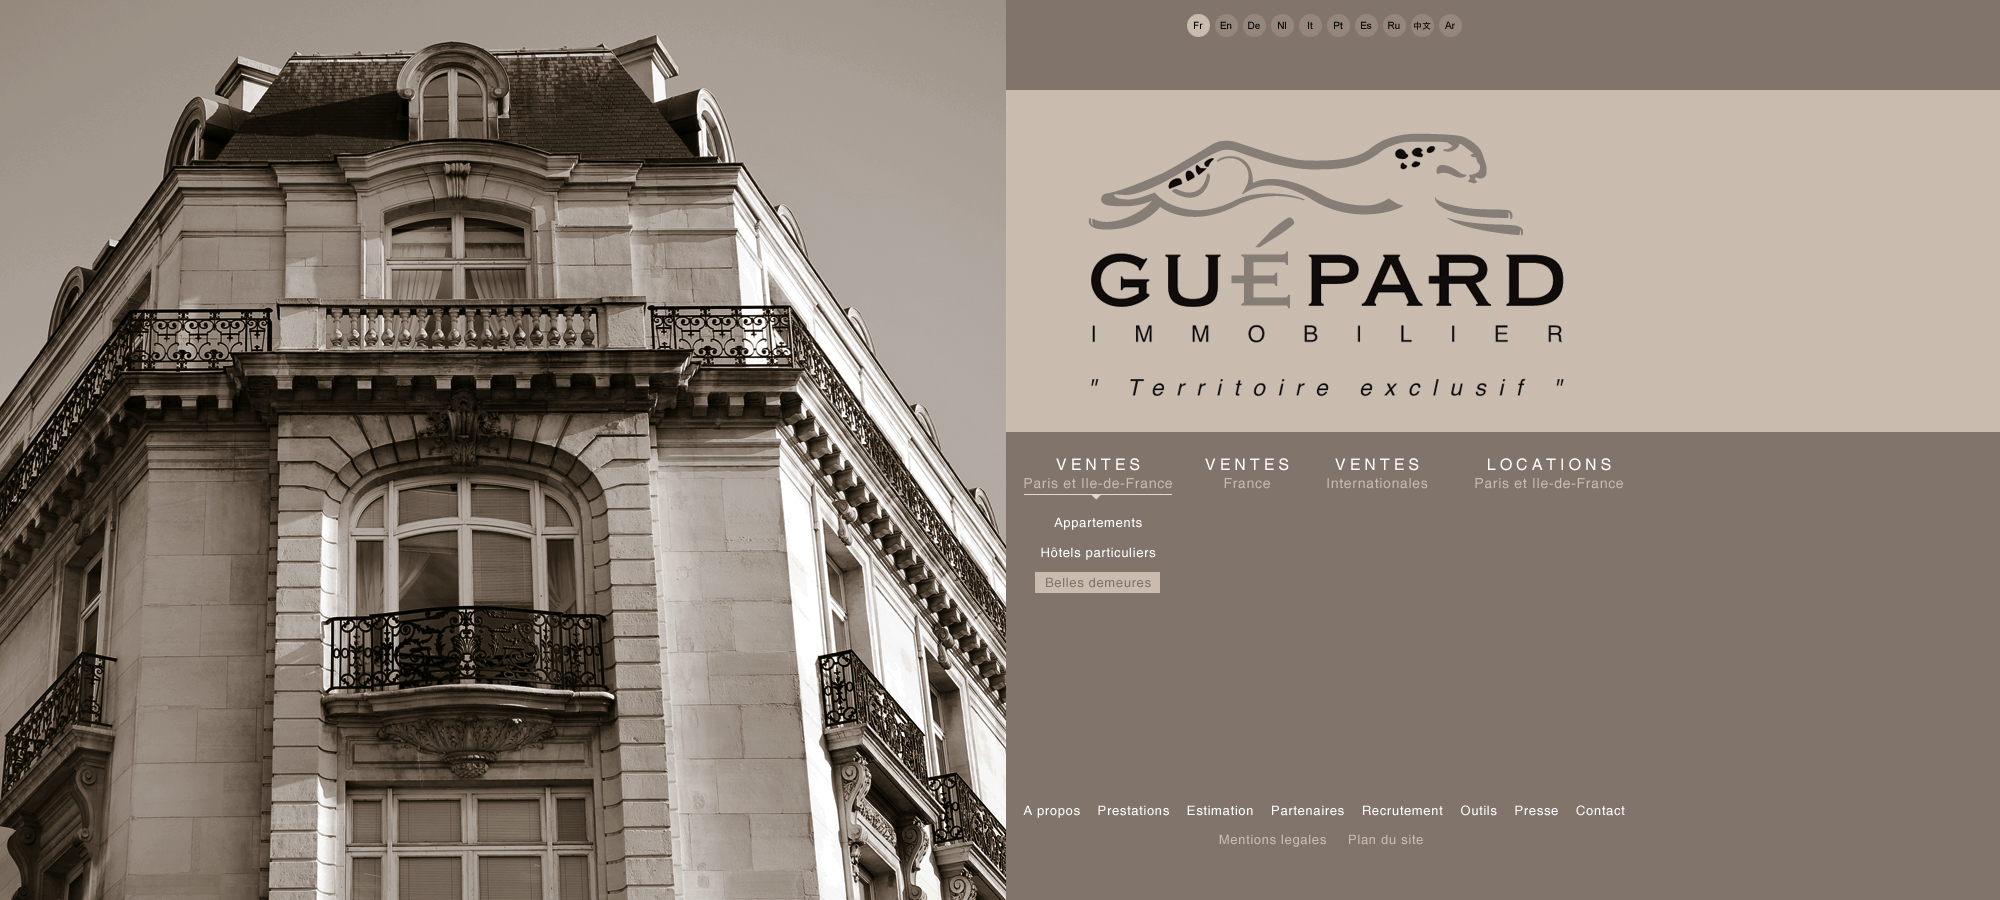 Fr En De Nl It Pt Es Ru 中文 Ar
GUÉPARD
IMMOBILIER
" Territoire exclusif "
VENTES VENTES VENTES LOCATIONS
Paris et Ile-de-France France Internationales Paris et Ile-de-France
Appartements
Hôtels particuliers
Belles demeures
A propos Prestations Estimation Partenaires Recrutement Outils Presse Contact
Mentions legales Plan du site